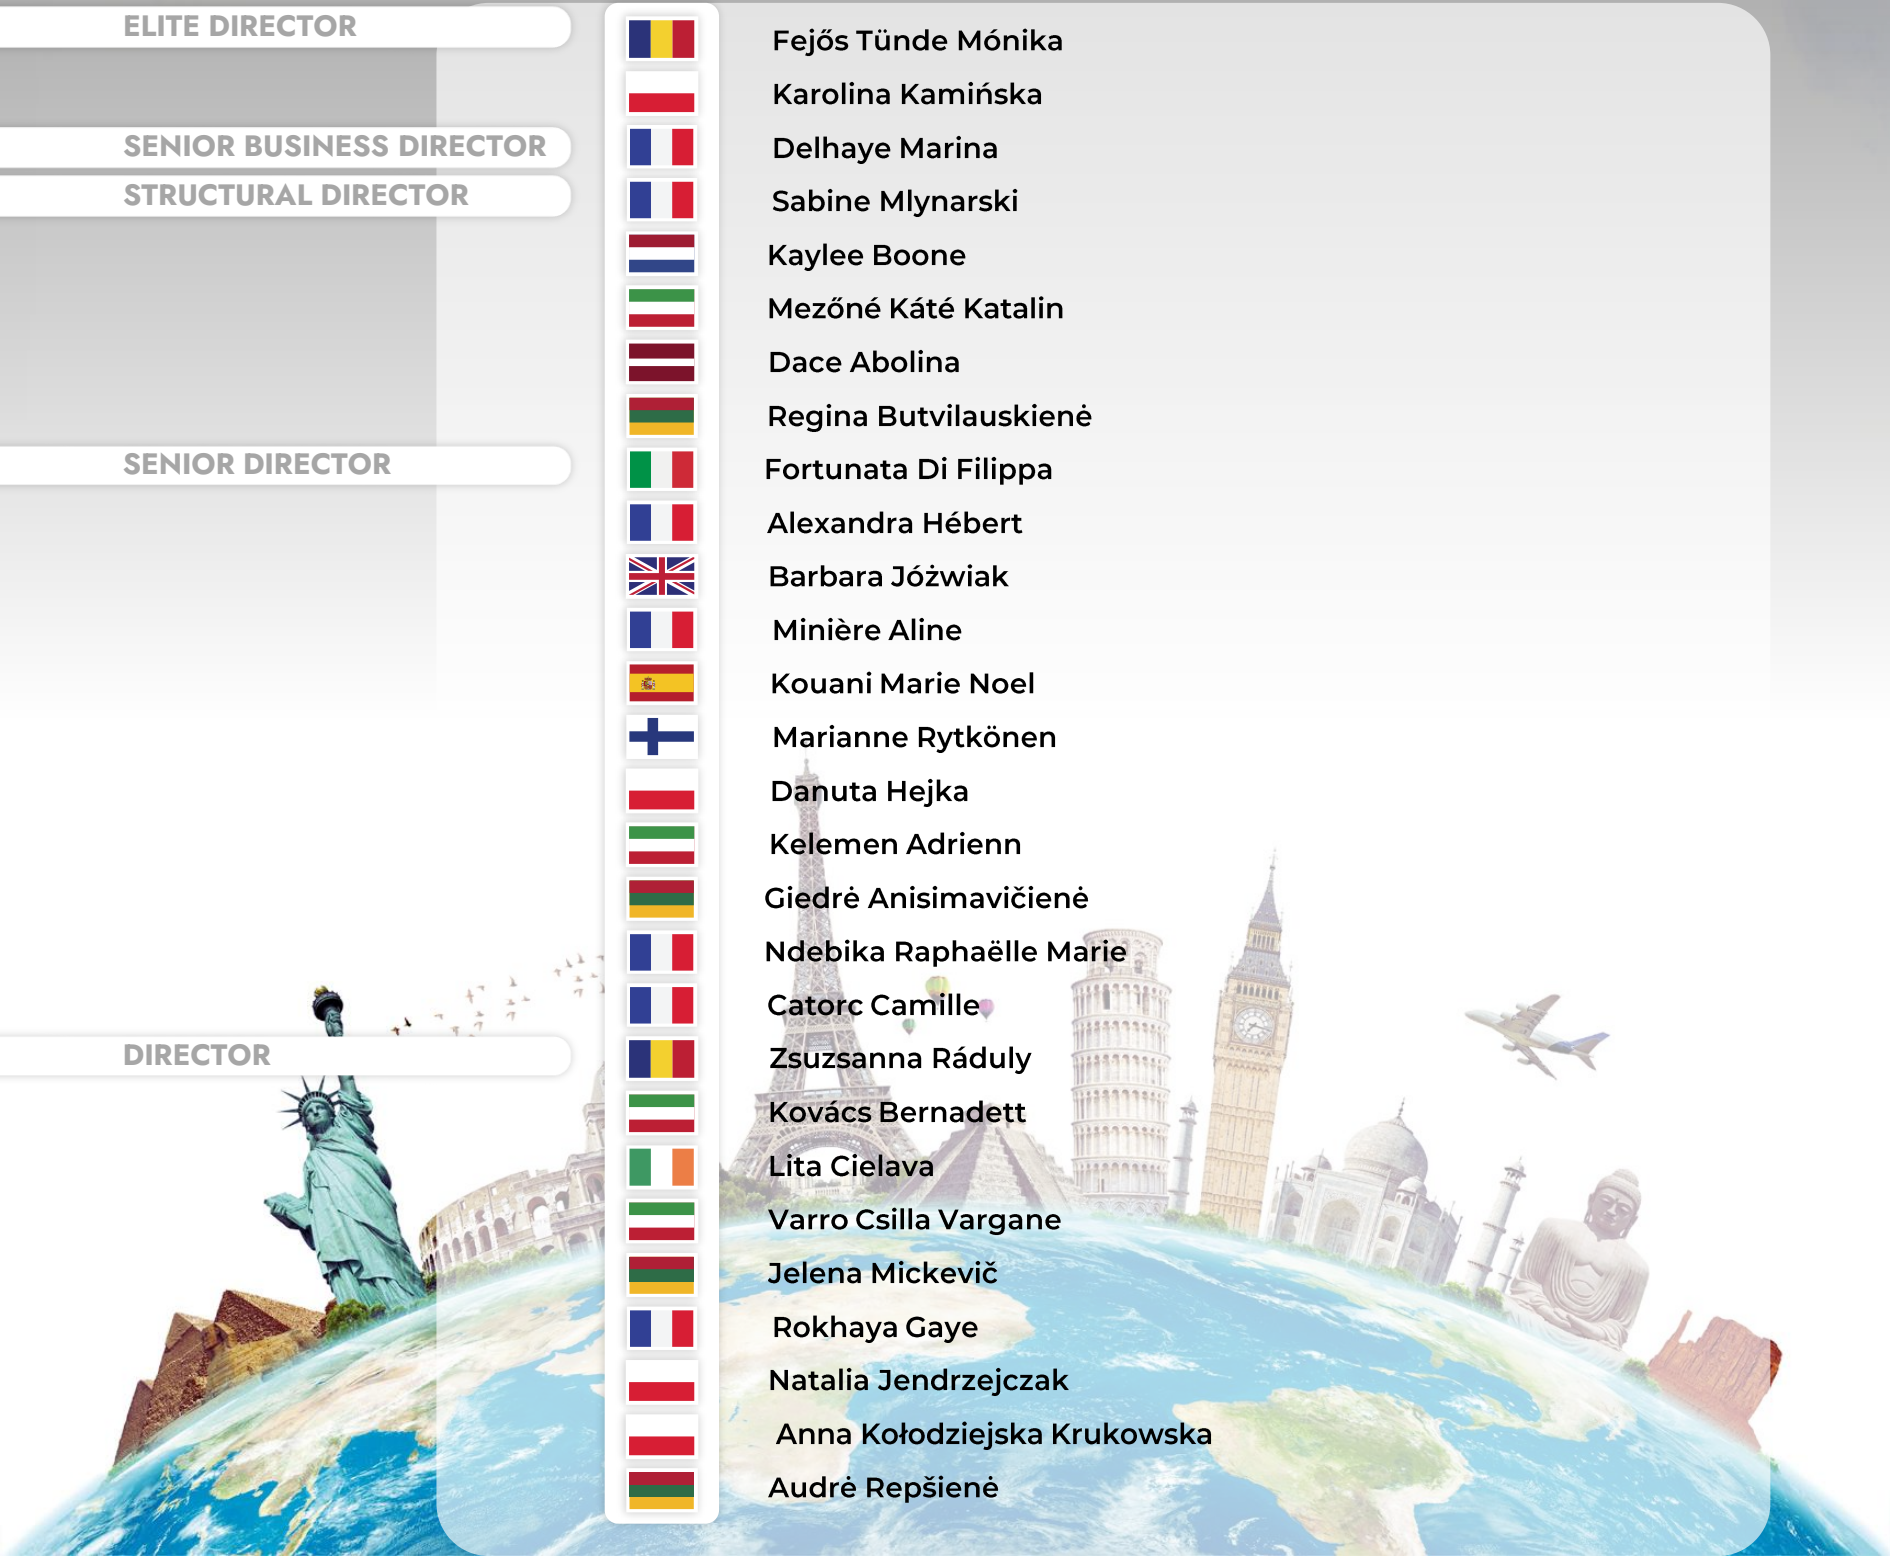 ELITE DIRECTOR
Fejős Tünde Mónika
Karolina Kamińska
SENIOR BUSINESS DIRECTOR
Delhaye Marina
STRUCTURAL DIRECTOR
Sabine Mlynarski
Kaylee Boone
Mezőné Káté Katalin
Dace Abolina
Regina Butvilauskienė
SENIOR DIRECTOR
Fortunata Di Filippa
Alexandra Hébert
Barbara Jóżwiak
Minière Aline
Kouani Marie Noel
Marianne Rytkönen
Danuta Hejka
Kelemen Adrienn
Giedrė Anisimavičienė
Ndebika Raphaëlle Marie
Catorc Camille
DIRECTOR
Zsuzsanna Ráduly
Kovács Bernadett
Lita Cielava
Varro Csilla Vargane
Jelena Mickevič
Rokhaya Gaye
Natalia Jendrzejczak
Anna Kołodziejska Krukowska
Audrė Repšienė